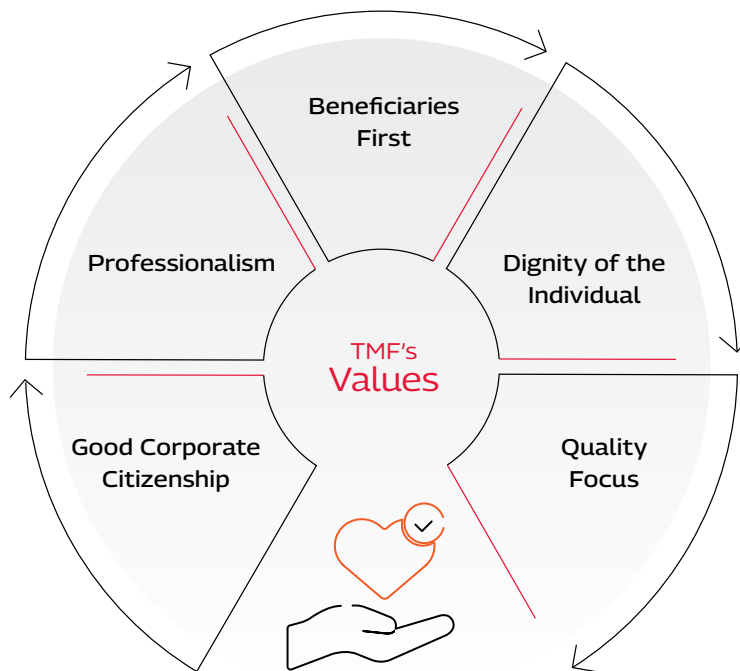 Beneficiaries
First
Professionalism
Dignity of the
Individual
TMF's
Values
Good Corporate
Citizenship
Quality
Focus